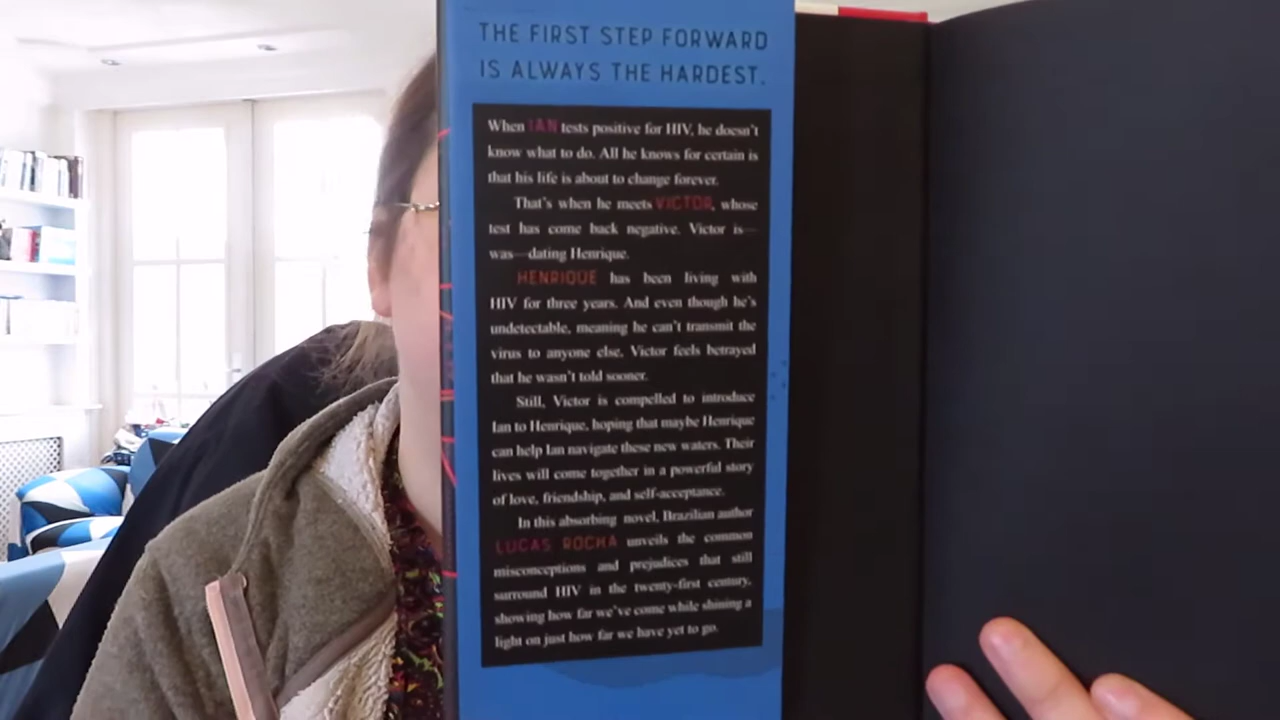 THE FIRST STEP FORWARD
IS ALWAYS THE HARDEST.
When IAN tests positive for HIV, he doesn't
know what to do. All he knows for certain is
that his life is about to change forever.
That's when he meets VICTOR, whose
test has come back negative. Victor is—
was—dating Henrique.
HENRIQUE has been living with
HIV for three years. And even though he's
undetectable, meaning he can't transmit the
virus to anyone else, Victor feels betrayed
that he wasn't told sooner.
Still, Victor is compelled to introduce
Ian to Henrique, hoping that maybe Henrique
can help Ian navigate these new waters. Their
lives will come together in a powerful story
of love, friendship, and self-acceptance.
In this absorbing novel, Brazilian author
LUCAS ROCHA unveils the common
misconceptions and prejudices that still
surround HIV in the twenty-first century,
showing how far we've come while shining a
light on just how far we have yet to go.